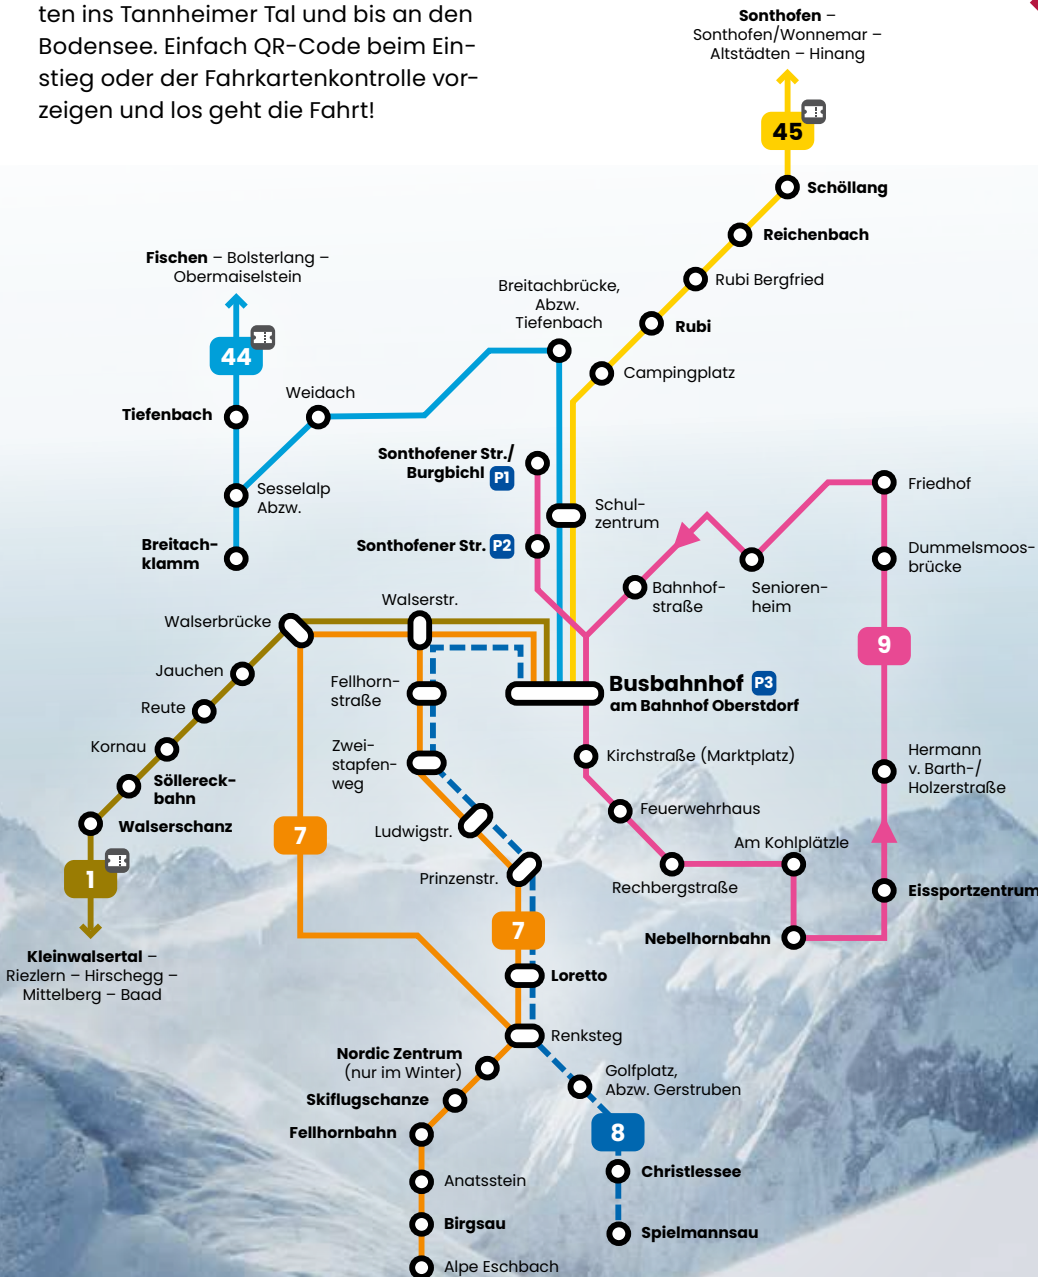 ten ins Tannheimer Tal und bis an den
Bodensee. Einfach QR-Code beim Ein-
stieg oder der Fahrkartenkontrolle vor-
zeigen und los geht die Fahrt!
Sonthofen –
Sonthofen/Wonnemar –
Altstädten – Hinang
45
Schöllang
Reichenbach
Rubi Bergfried
Rubi
Campingplatz
Fischen – Bolsterlang –
Obermaiselstein
44
Breitachbrücke,
Abzw.
Tiefenbach
Weidach
Tiefenbach
Sesselalp
Abzw.
Breitach-
klamm
Sonthofener Str./
Burgbichl P1
Sonthofener Str. P2
Schul-
zentrum
Friedhof
Dummelsmoos-
brücke
Senioren-
heim
Bahnhof-
straße
9
Walserstr.
Walserbrücke
Jauchen
Reute
Kornau
Söllereck-
bahn
Walserschanz
1
Kleinwalsertal –
Riezlern – Hirschegg –
Mittelberg – Baad
Fellhorn-
straße
Zwei-
stapfen-
weg
Ludwigstr.
Prinzenstr.
7
7
Busbahnhof P3
am Bahnhof Oberstdorf
Kirchstraße (Marktplatz)
Feuerwehrhaus
Rechbergstraße
Am Kohlplätzle
Nebelhornbahn
Hermann
v. Barth-/
Holzerstraße
Eissportzentrum
Loretto
Renksteg
Nordic Zentrum
(nur im Winter)
Skiflugschanze
Fellhornbahn
Anatsstein
Birgsau
Alpe Eschbach
Golfplatz,
Abzw. Gerstruben
8
Christlessee
Spielmannsau